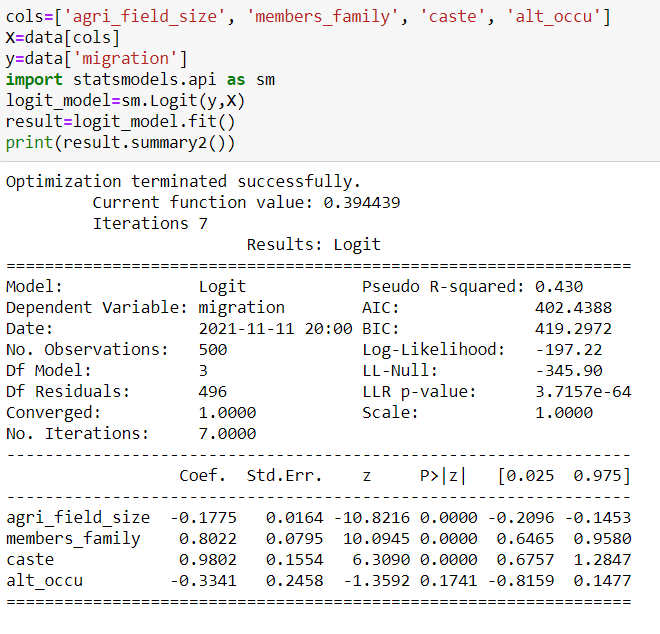 cols=['agri_field_size', 'members_family', 'caste', 'alt_occu']
X=data[cols]
y=data['migration']
import statsmodels.api as sm
logit_model=sm.Logit(y,X)
result=logit_model.fit()
print(result.summary2())
Optimization terminated successfully.
         Current function value: 0.394439
         Iterations 7
                         Results: Logit
=================================================================
Model:              Logit            Pseudo R-squared: 0.430
Dependent Variable: migration        AIC:              402.4388
Date:               2021-11-11 20:00 BIC:              419.2972
No. Observations:   500              Log-Likelihood:   -197.22
Df Model:           3                LL-Null:          -345.90
Df Residuals:       496              LLR p-value:      3.7157e-64
Converged:          1.0000           Scale:            1.0000
No. Iterations:     7.0000
-----------------------------------------------------------------
                  Coef.  Std.Err.    z     P>|z|   [0.025  0.975]
-----------------------------------------------------------------
agri_field_size  -0.1775   0.0164 -10.8216 0.0000 -0.2096 -0.1453
members_family    0.8022   0.0795  10.0945 0.0000  0.6465  0.9580
caste             0.9802   0.1554   6.3090 0.0000  0.6757  1.2847
alt_occu         -0.3341   0.2458  -1.3592 0.1741 -0.8159  0.1477
=================================================================